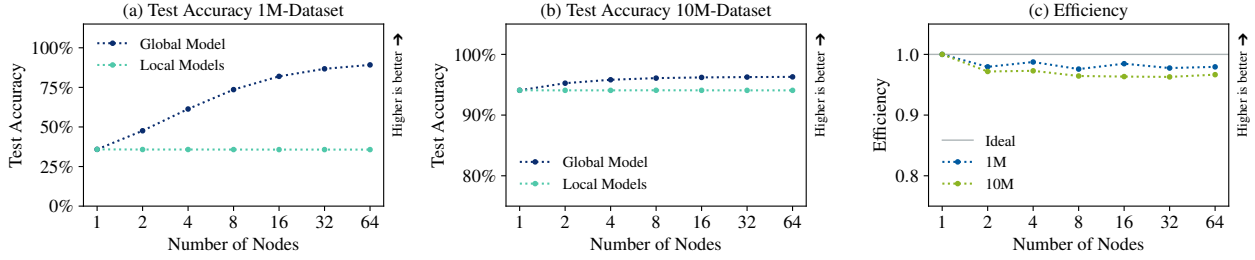 (a) Test Accuracy 1M-Dataset
Test Accuracy
100%
75%
50%
25%
0%
Global Model
Local Models
1 2 4 8 16 32 64
Number of Nodes
Higher is better →
(b) Test Accuracy 10M-Dataset
Test Accuracy
100%
90%
80%
Global Model
Local Models
1 2 4 8 16 32 64
Number of Nodes
Higher is better →
(c) Efficiency
Efficiency
1.0
0.9
0.8
Ideal
1M
10M
1 2 4 8 16 32 64
Number of Nodes
Higher is better →